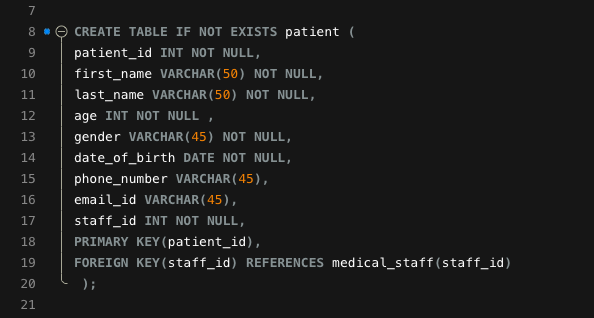 7
8 CREATE TABLE IF NOT EXISTS patient (
9 patient_id INT NOT NULL,
10 first_name VARCHAR(50) NOT NULL,
11 last_name VARCHAR(50) NOT NULL,
12 age INT NOT NULL ,
13 gender VARCHAR(45) NOT NULL,
14 date_of_birth DATE NOT NULL,
15 phone_number VARCHAR(45),
16 email_id VARCHAR(45),
17 staff_id INT NOT NULL,
18 PRIMARY KEY(patient_id),
19 FOREIGN KEY(staff_id) REFERENCES medical_staff(staff_id)
20 );
21